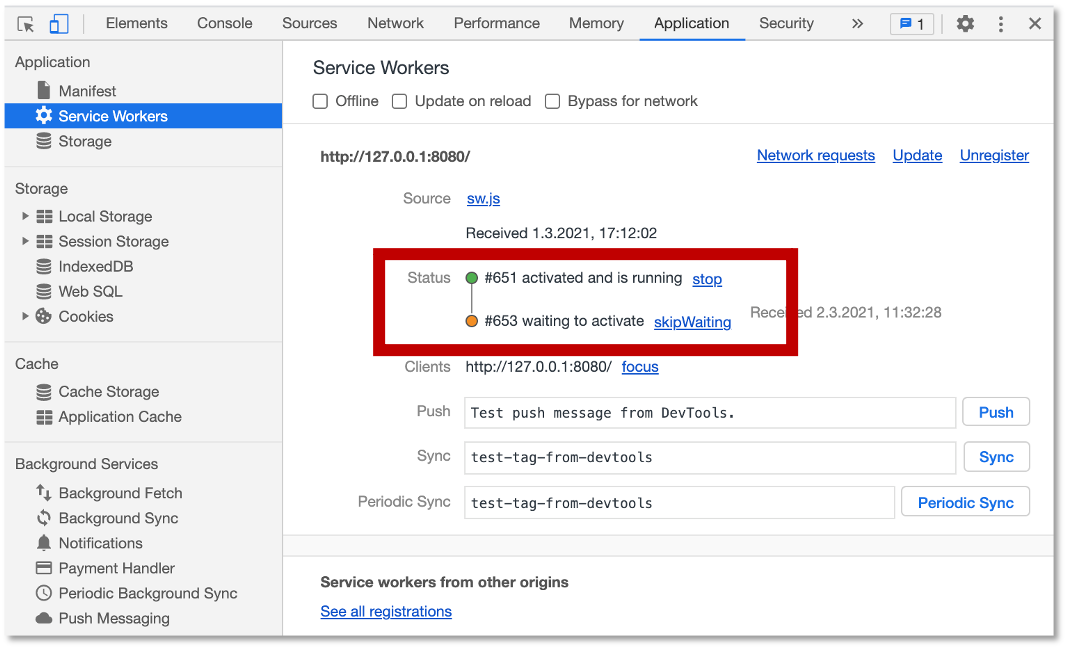 Elements Console Sources Network Performance Memory Application Security » 1
Application
Manifest
Service Workers
Storage
Storage
Local Storage
Session Storage
IndexedDB
Web SQL
Cookies
Cache
Cache Storage
Application Cache
Background Services
Background Fetch
Background Sync
Notifications
Payment Handler
Periodic Background Sync
Push Messaging
Service Workers
Offline Update on reload Bypass for network
http://127.0.0.1:8080/ Network requests Update Unregister
Source sw.js
Received 1.3.2021, 17:12:02
Status #651 activated and is running stop
#653 waiting to activate skipWaiting Received 2.3.2021, 11:32:28
Clients http://127.0.0.1:8080/ focus
Push Test push message from DevTools. Push
Sync test-tag-from-devtools Sync
Periodic Sync test-tag-from-devtools Periodic Sync
Service workers from other origins
See all registrations